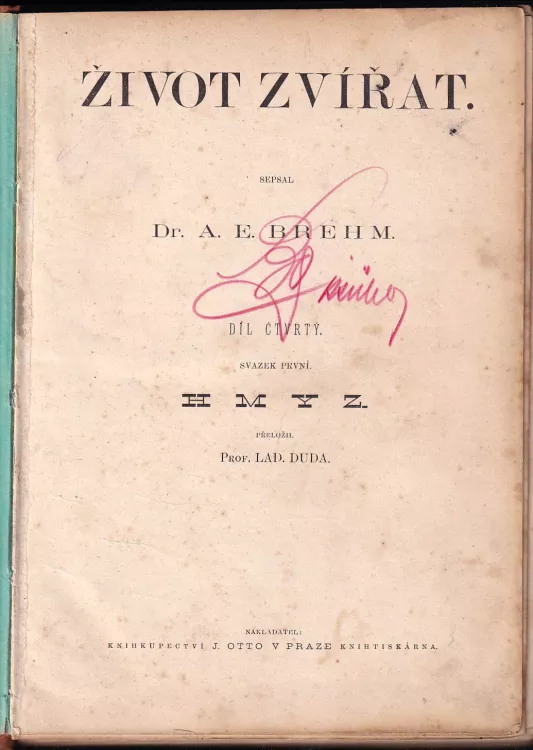 ŽIVOT ZVÍŘAT.
SEPSAL
Dr. A. E. BREHM.
DÍL ČTVRTÝ.
SVAZEK PRVNÍ.
HMYZ.
PŘELOŽIL
Prof. LAD. DUDA.
NAKLADATEL:
KNIHKUPECTVÍ J. OTTO V PRAZE KNIHTISKÁRNA.